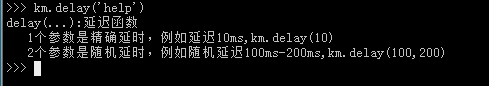 >>> km.delay('help')
delay(...):延迟函数
1个参数是精确延时，例如延迟10ms,km.delay(10)
2个参数是随机延时，例如随机延迟100ms-200ms,km.delay(100,200)
>>>